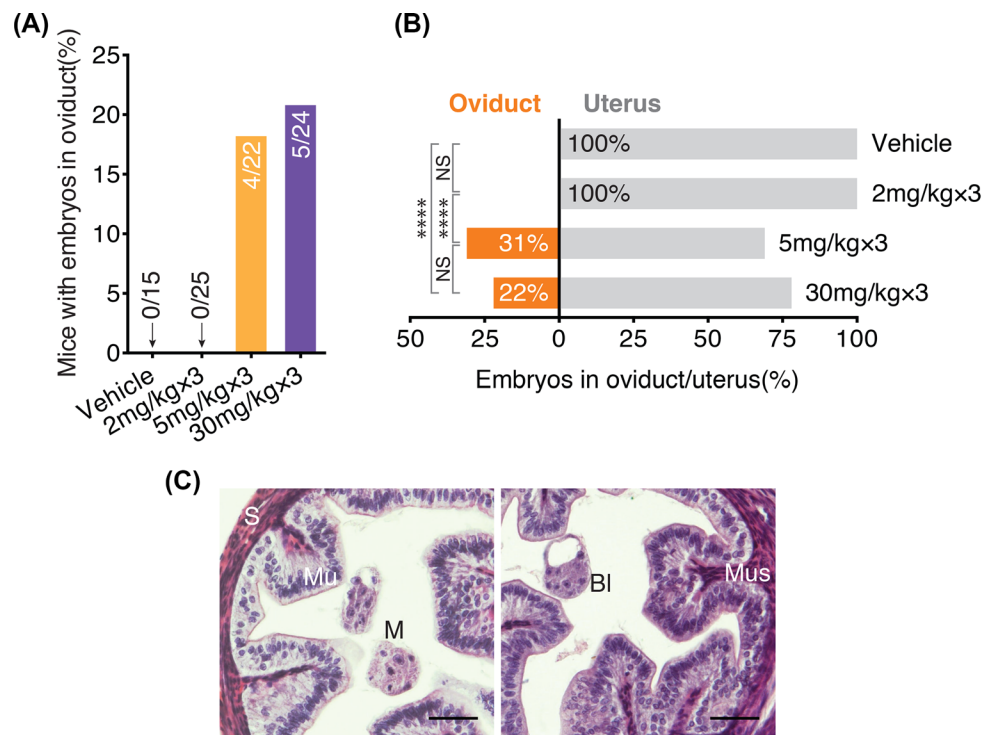 (A)
Mice with embryos in oviduct(%)
25
20
15
10
5
0
0/15
0/25
4/22
5/24
Vehicle
2mg/kg×3
5mg/kg×3
30mg/kg×3
(B)
Oviduct Uterus
100% Vehicle
100% 2mg/kg×3
31% 5mg/kg×3
22% 30mg/kg×3
NS
****
****
NS
50 25 0 25 50 75 100
Embryos in oviduct/uterus(%)
(C)
S
Mu
M
Bl
Mus